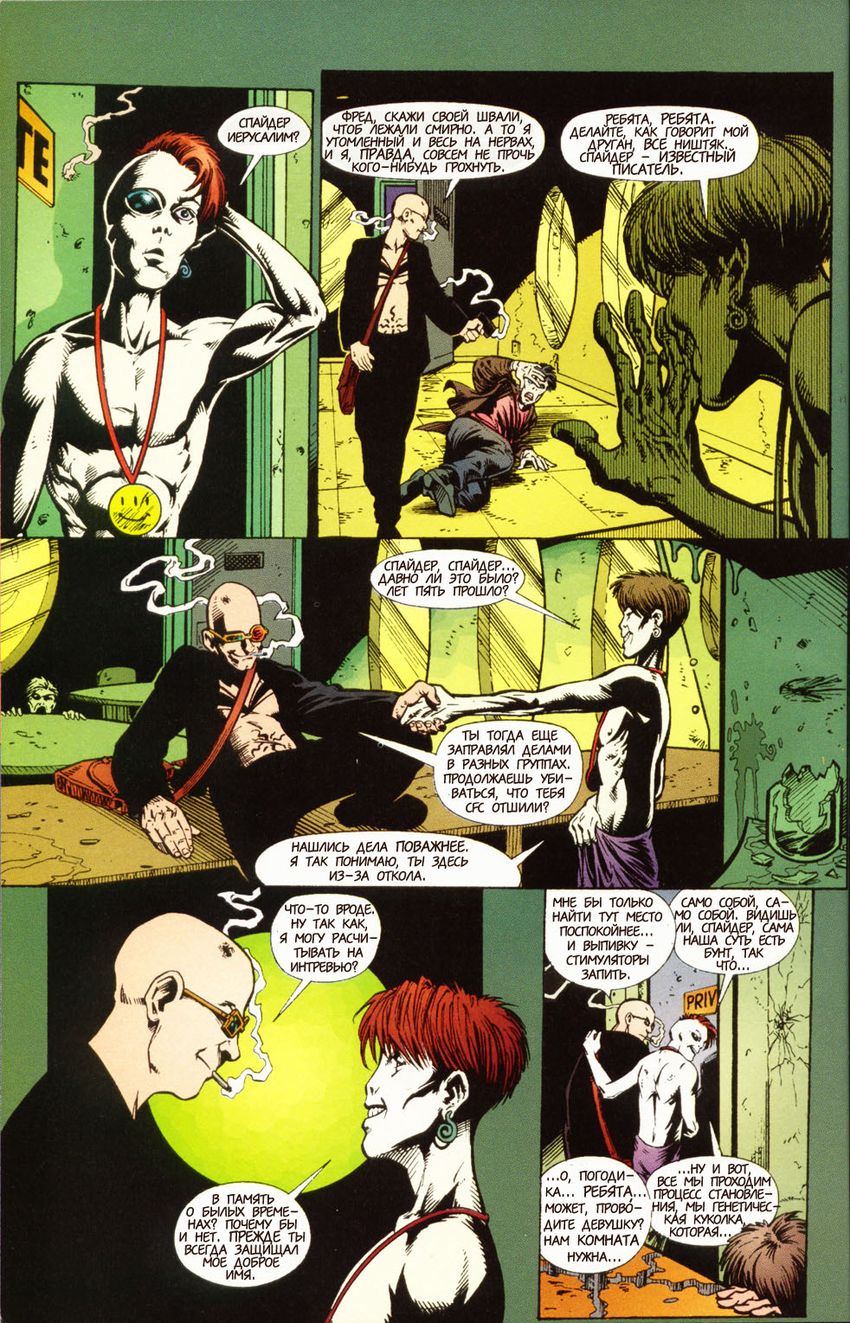 TE
СПАЙДЕР
ИЕРУСАЛИМ?
ФРЕД, СКАЖИ СВОЕЙ ШВАЛИ,
ЧТОБ ЛЕЖАЛИ СМИРНО. А ТО Я
УТОМЛЕННЫЙ И ВЕСЬ НА НЕРВАХ,
И Я, ПРАВДА, СОВСЕМ НЕ ПРОЧЬ
КОГО-НИБУДЬ ГРОХНУТЬ.
РЕБЯТА, РЕБЯТА.
ДЕЛАЙТЕ, КАК ГОВОРИТ МОЙ
ДРУГАН, ВСЕ НИШТЯК.
СПАЙДЕР – ИЗВЕСТНЫЙ
ПИСАТЕЛЬ.
СПАЙДЕР, СПАЙДЕР...
ДАВНО ЛИ ЭТО БЫЛО?
ЛЕТ ПЯТЬ ПРОШЛО?
ТЫ ТОГДА ЕЩЕ
ЗАПРАВЛЯЛ ДЕЛАМИ
В РАЗНЫХ ГРУППАХ.
ПРОДОЛЖАЕШЬ УБИ-
ВАТЬСЯ, ЧТО ТЕБЯ
CFC ОТШИЛИ?
НАШЛИСЬ ДЕЛА ПОВАЖНЕЕ.
Я ТАК ПОНИМАЮ, ТЫ ЗДЕСЬ
ИЗ-ЗА ОТКОЛА.
ЧТО-ТО ВРОДЕ.
НУ ТАК КАК,
Я МОГУ РАСЧИ-
ТЫВАТЬ НА
ИНТРЕВЬЮ?
В ПАМЯТЬ
О БЫЛЫХ ВРЕМЕ-
НАХ? ПОЧЕМУ БЫ
И НЕТ. ПРЕЖДЕ ТЫ
ВСЕГДА ЗАЩИЩАЛ
МОЕ ДОБРОЕ
ИМЯ.
МНЕ БЫ ТОЛЬКО
НАЙТИ ТУТ МЕСТО
ПОСПОКОЙНЕЕ...
И ВЫПИВКУ –
СТИМУЛЯТОРЫ
ЗАПИТЬ.
САМО СОБОЙ, СА-
МО СОБОЙ. ВИДИШЬ
ЛИ, СПАЙДЕР, САМА
НАША СУТЬ ЕСТЬ
БУНТ, ТАК
ЧТО...
PRIV
...НУ И ВОТ,
ВСЕ МЫ ПРОХОДИМ
ПРОЦЕСС СТАНОВЛЕ-
НИЯ, МЫ ГЕНЕТИЧЕ-
СКАЯ КУКОЛКА,
КОТОРАЯ...
...О, ПОГОДИ-
КА... РЕБЯТА...
МОЖЕТ, ПРОВО-
ДИТЕ ДЕВУШКУ?
НАМ КОМНАТА
НУЖНА...